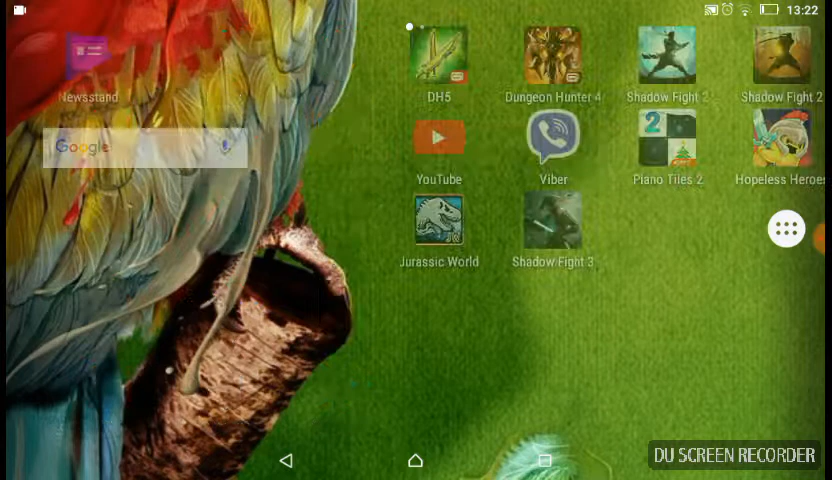 13:22
Newsstand
DH5
Dungeon Hunter 4
Shadow Fight 2
Shadow Fight 2
Google
YouTube
Viber
2
Piano Tiles 2
Hopeless Heroes
Jurassic World
Shadow Fight 3
DU SCREEN RECORDER